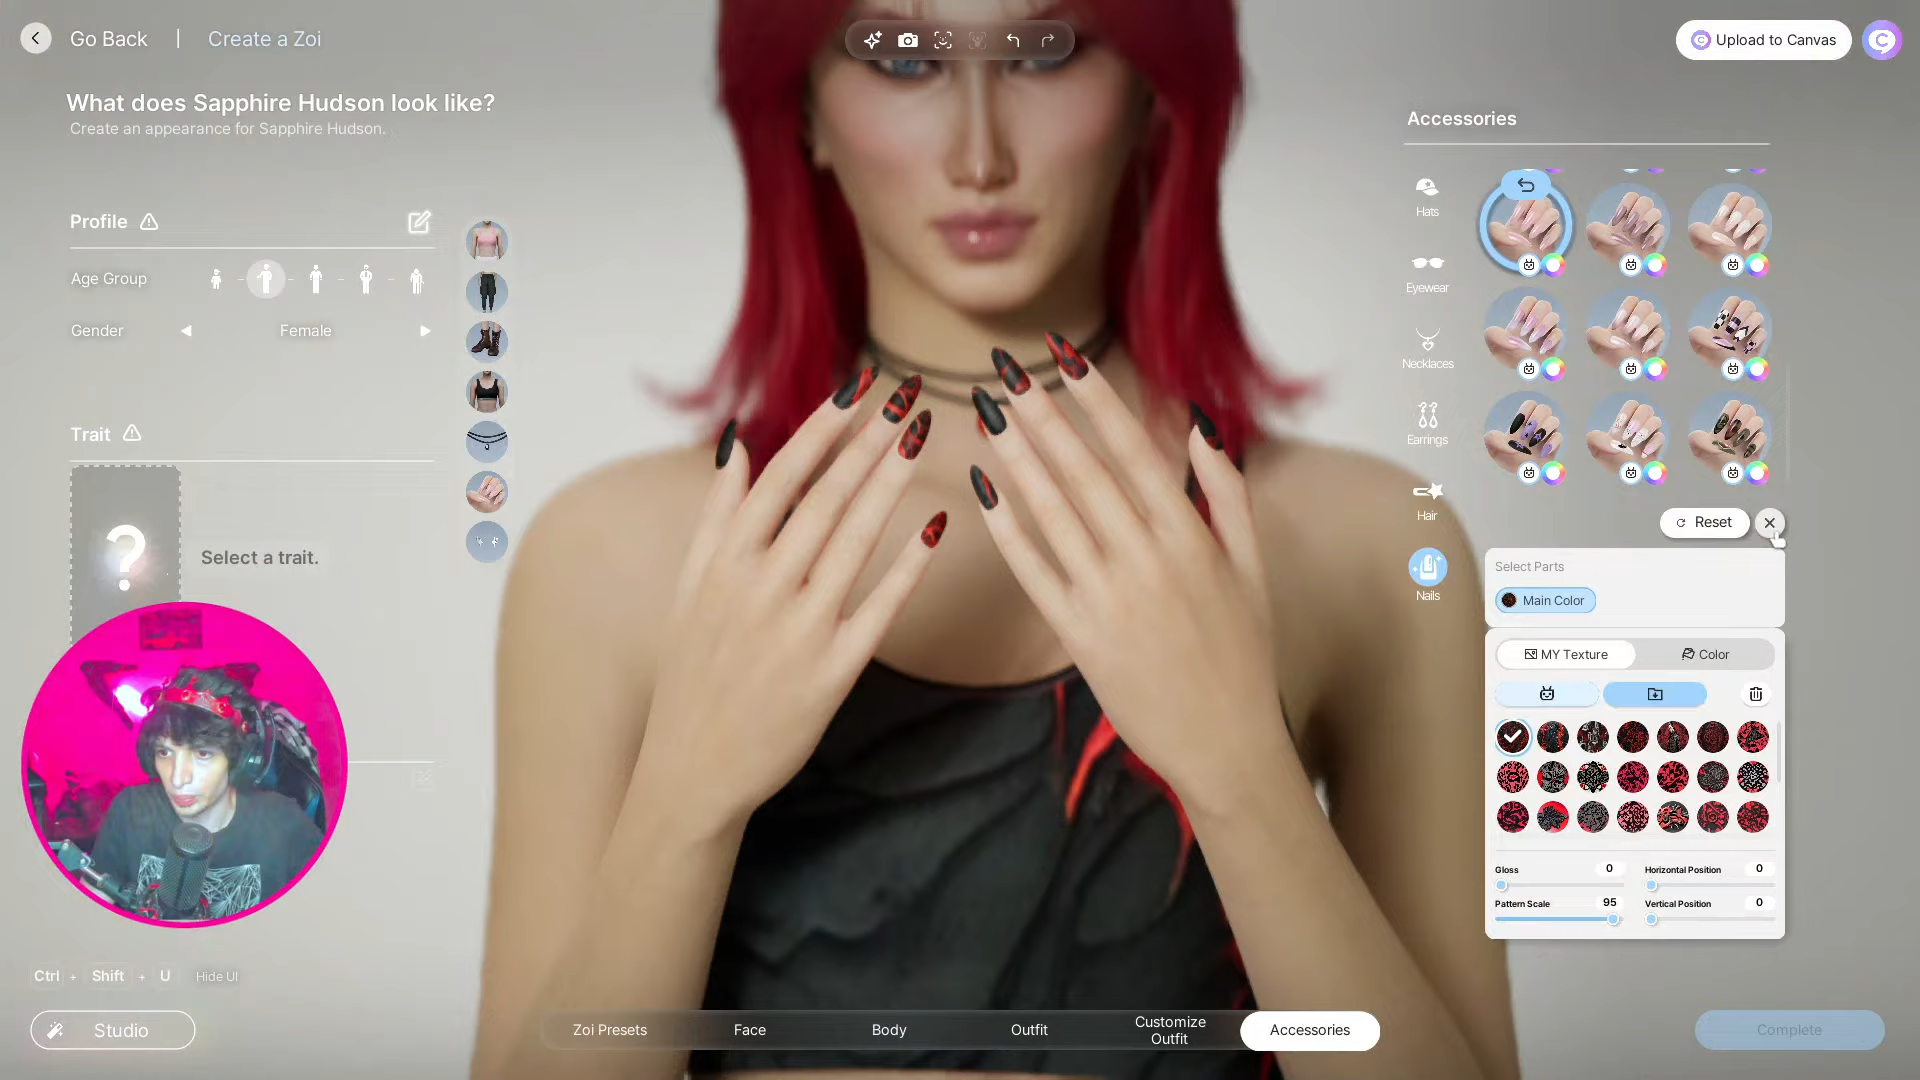 Go Back | Create a Zoi
Upload to Canvas
What does Sapphire Hudson look like?
Create an appearance for Sapphire Hudson.
Profile
Age Group
Gender
Female
Trait
Select a trait.
Ctrl + Shift + U Hide UI
Studio
Zoi Presets
Face
Body
Outfit
Customize
Outfit
Accessories
Complete
Accessories
Hats
Eyewear
Necklaces
Earrings
Hair
Nails
Reset
Select Parts
Main Color
MY Texture
Color
Gloss 0
Horizontal Position 0
Pattern Scale 95
Vertical Position 0